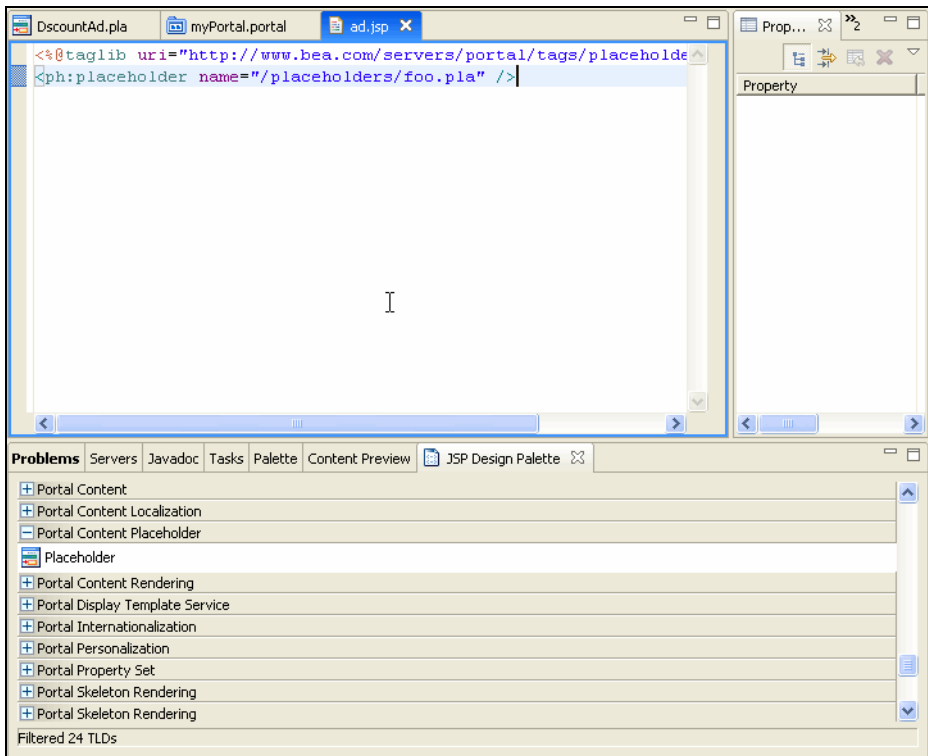 DscountAd.pla myPortal.portal ad.jsp Prop... »2
<%@taglib uri="http://www.bea.com/servers/portal/tags/placeholde
<ph:placeholder name="/placeholders/foo.pla" />
Property
Problems Servers Javadoc Tasks Palette Content Preview JSP Design Palette
Portal Content
Portal Content Localization
Portal Content Placeholder
Placeholder
Portal Content Rendering
Portal Display Template Service
Portal Internationalization
Portal Personalization
Portal Property Set
Portal Skeleton Rendering
Portal Skeleton Rendering
Filtered 24 TLDs